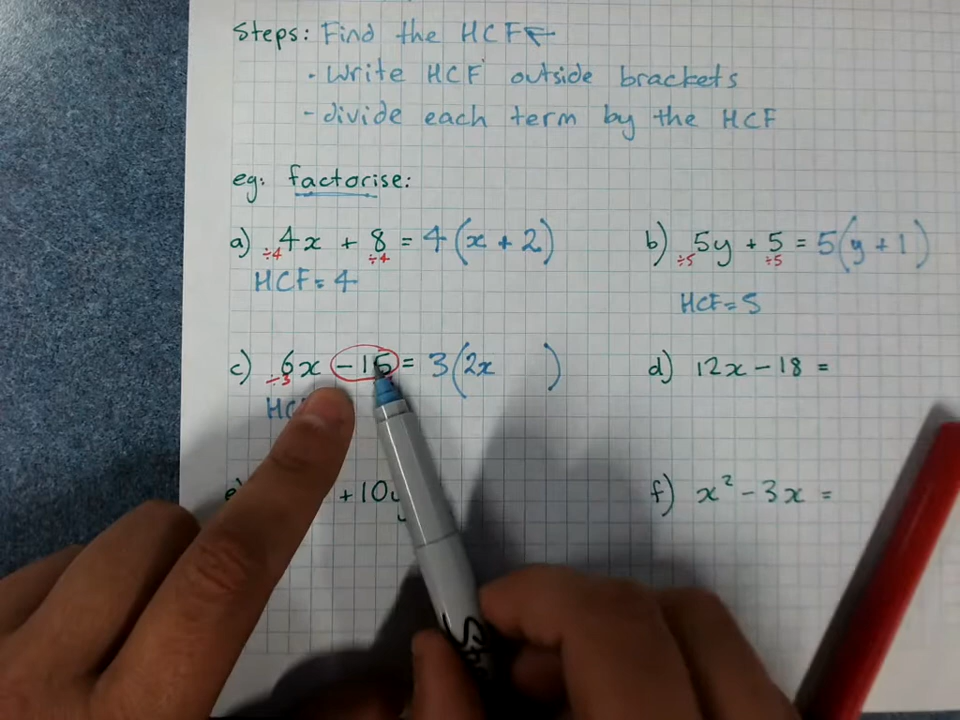 Steps: Find the HCF ←
· Write HCF outside brackets
- divide each term by the HCF
eg: factorise:
a) 4x + 8 = 4(x + 2)
÷4 ÷4
HCF = 4
b) 5y + 5 = 5(y + 1)
÷5 ÷5
HCF = 5
c) 6x - 15 = 3(2x )
÷3
HC
d) 12x - 18 =
e) + 10y
f) x² - 3x =